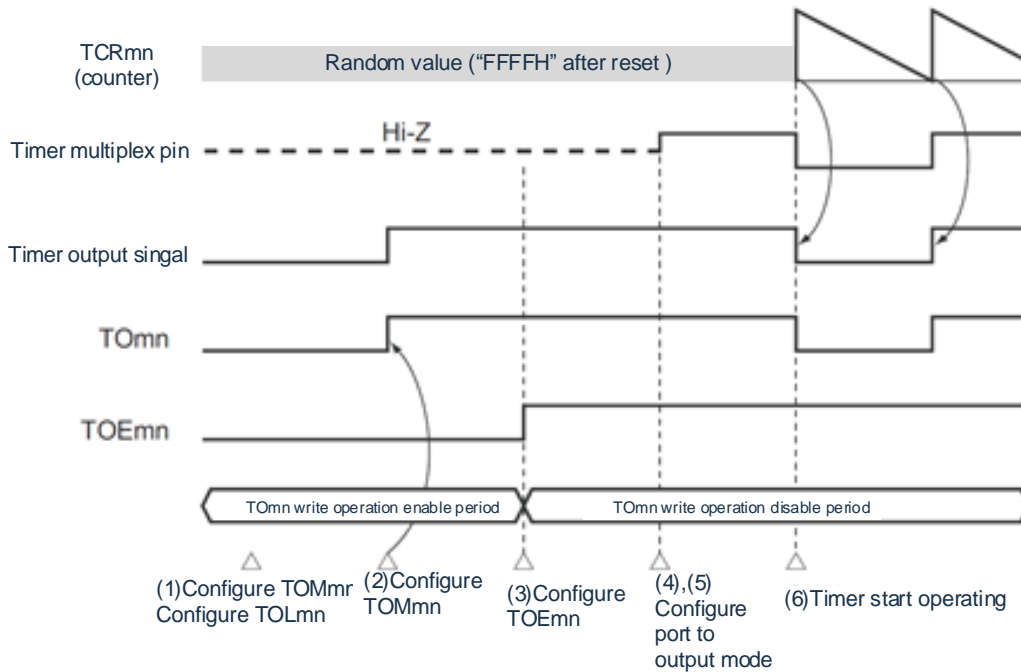 TCRmn
(counter)
Random value (“FFFFH” after reset )
Hi-Z
Timer multiplex pin
Timer output singal
TOmn
TOEmn
TOmn write operation enable period
TOmn write operation disable period
(1)Configure TOMmr
Configure TOLmn
(2)Configure
TOMmn
(3)Configure
TOEmn
(4),(5)
Configure
port to
output mode
(6)Timer start operating